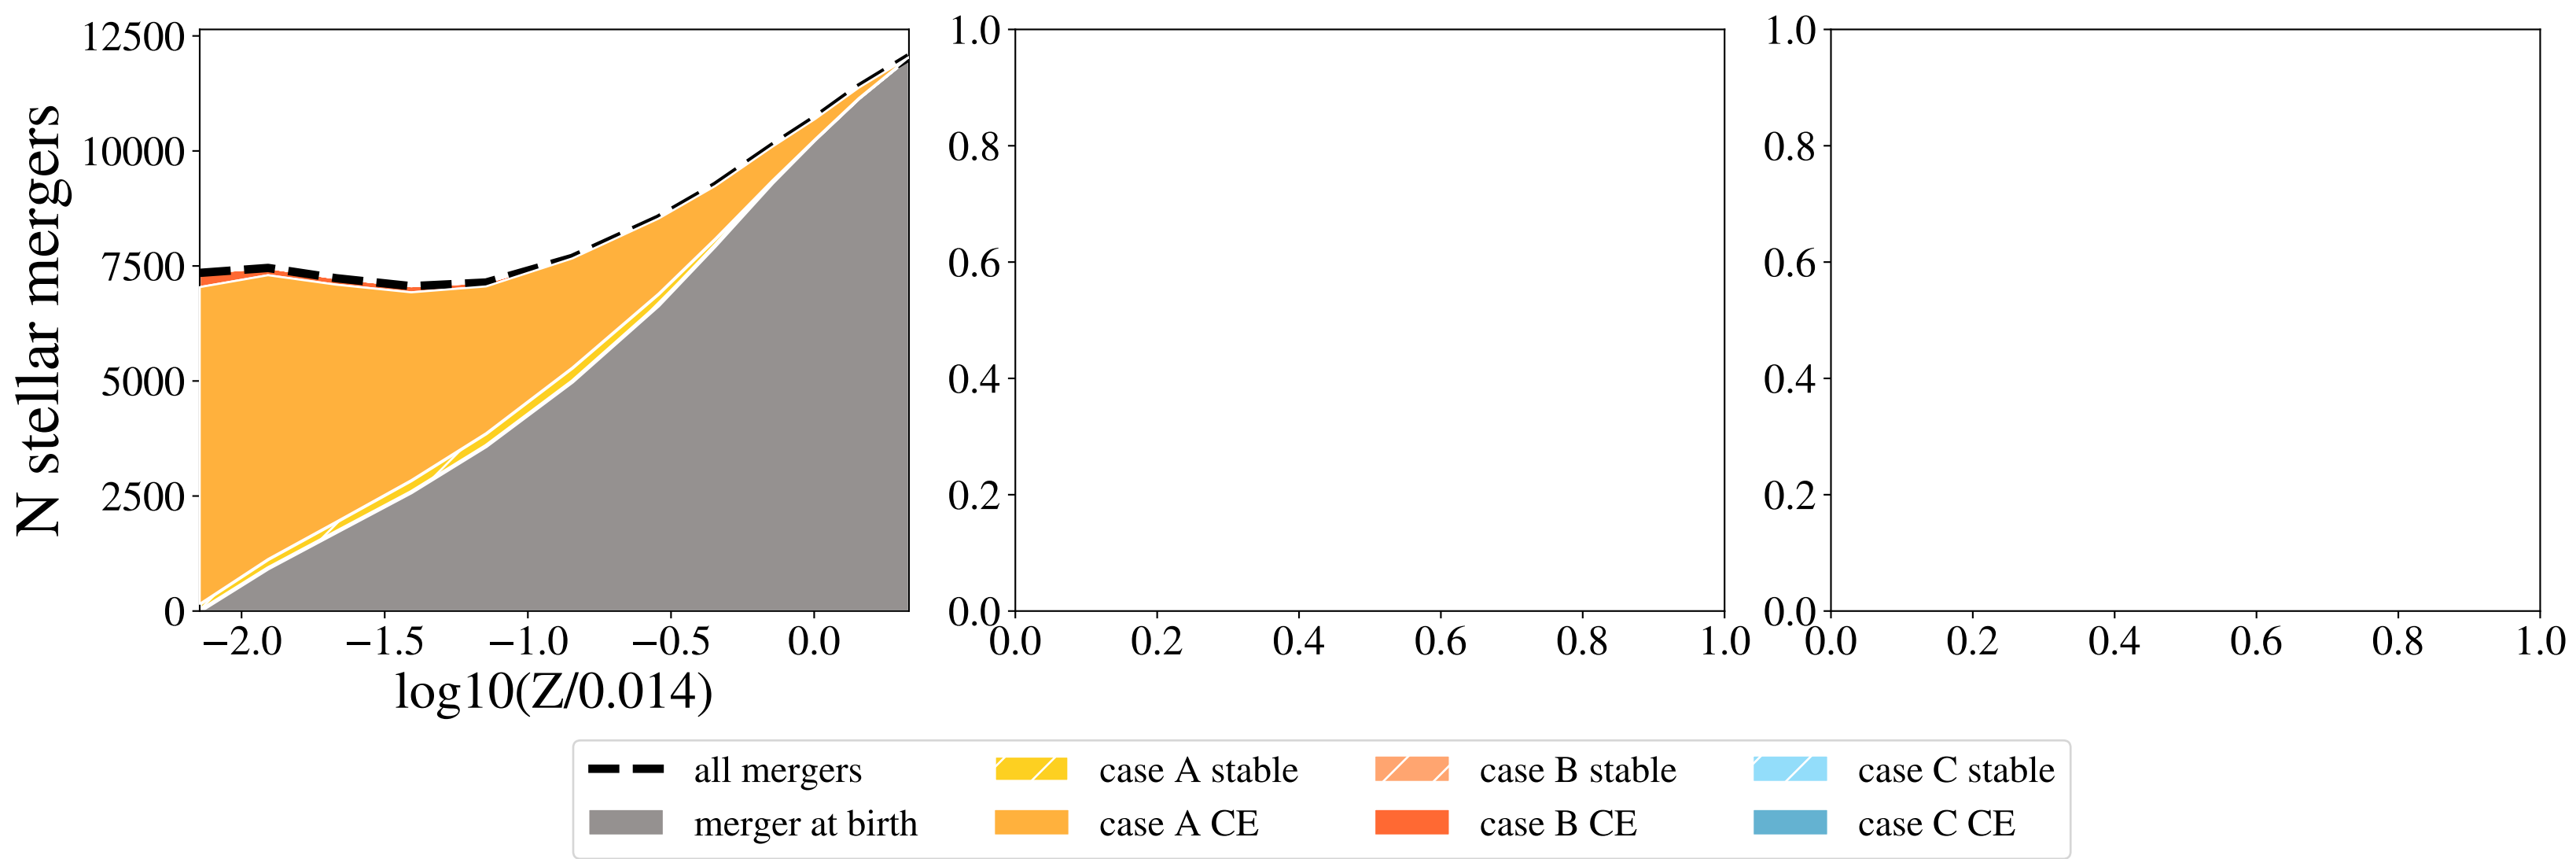 N stellar mergers
12500
10000
7500
5000
2500
0
−2.0 −1.5 −1.0 −0.5 0.0
log10(Z/0.014)
1.0
0.8
0.6
0.4
0.2
0.0
0.0 0.2 0.4 0.6 0.8 1.0
1.0
0.8
0.6
0.4
0.2
0.0
0.0 0.2 0.4 0.6 0.8 1.0
all mergers
merger at birth
case A stable
case A CE
case B stable
case B CE
case C stable
case C CE